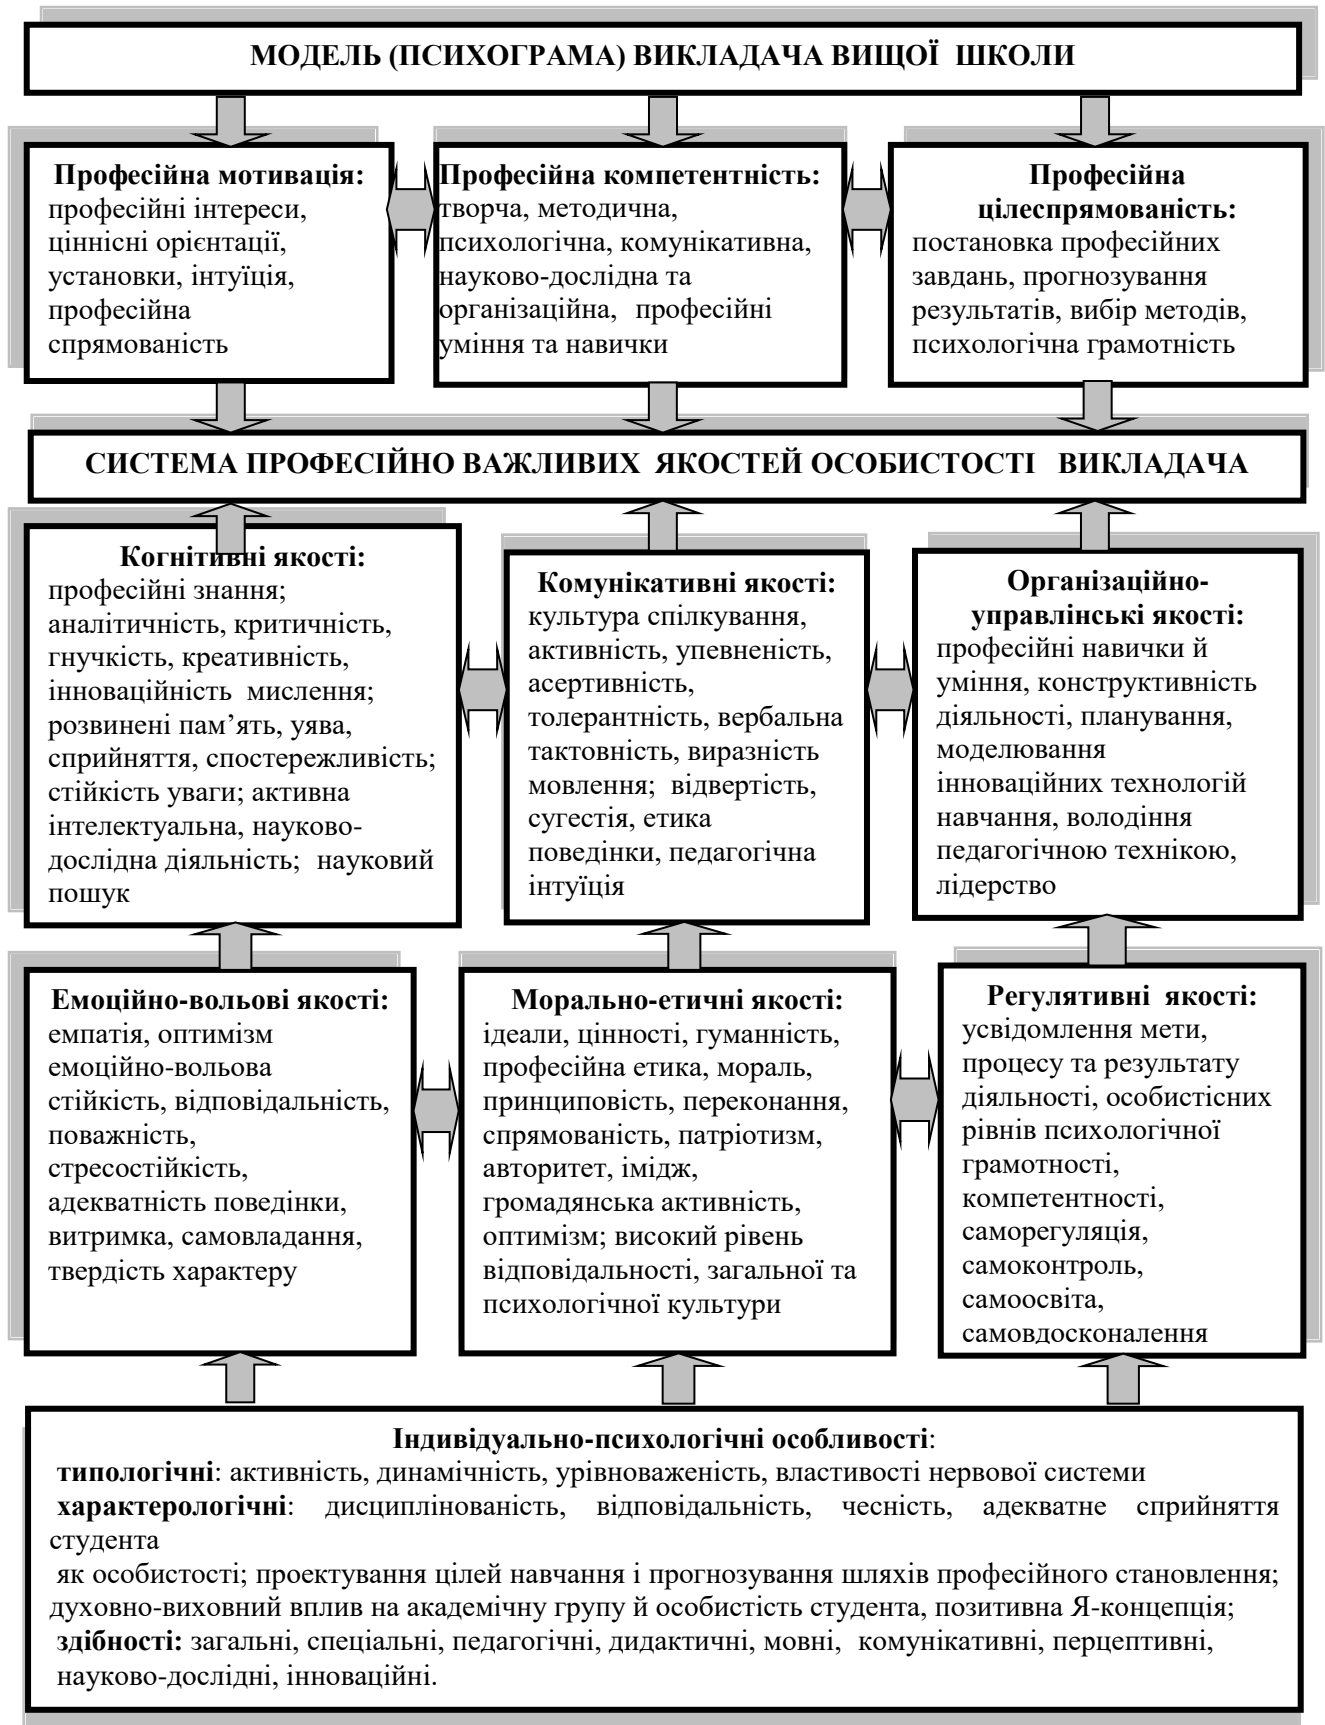 МОДЕЛЬ (ПСИХОГРАМА) ВИКЛАДАЧА ВИЩОЇ ШКОЛИ
Професійна мотивація:
професійні інтереси,
ціннісні орієнтації,
установки, інтуїція,
професійна
спрямованість
Професійна компетентність:
творча, методична,
психологічна, комунікативна,
науково-дослідна та
організаційна, професійні
уміння та навички
Професійна
цілеспрямованість:
постановка професійних
завдань, прогнозування
результатів, вибір методів,
психологічна грамотність
СИСТЕМА ПРОФЕСІЙНО ВАЖЛИВИХ ЯКОСТЕЙ ОСОБИСТОСТІ ВИКЛАДАЧА
Когнітивні якості:
професійні знання;
аналітичність, критичність,
гнучкість, креативність,
інноваційність мислення;
розвинені пам’ять, уява,
сприйняття, спостережливість;
стійкість уваги; активна
інтелектуальна, науково-
дослідна діяльність; науковий
пошук
Комунікативні якості:
культура спілкування,
активність, упевненість,
асертивність,
толерантність, вербальна
тактовність, виразність
мовлення; відвертість,
сугестія, етика
поведінки, педагогічна
інтуїція
Організаційно-
управлінські якості:
професійні навички й
уміння, конструктивність
діяльності, планування,
моделювання
інноваційних технологій
навчання, володіння
педагогічною технікою,
лідерство
Емоційно-вольові якості:
емпатія, оптимізм
емоційно-вольова
стійкість, відповідальність,
поважність,
стресостійкість,
адекватність поведінки,
витримка, самовладання,
твердість характеру
Морально-етичні якості:
ідеали, цінності, гуманність,
професійна етика, мораль,
принциповість, переконання,
спрямованість, патріотизм,
авторитет, імідж,
громадянська активність,
оптимізм; високий рівень
відповідальності, загальної та
психологічної культури
Регулятивні якості:
усвідомлення мети,
процесу та результату
діяльності, особистісних
рівнів психологічної
грамотності,
компетентності,
саморегуляція,
самоконтроль,
самоосвіта,
самовдосконалення
Індивідуально-психологічні особливості:
типологічні: активність, динамічність, урівноваженість, властивості нервової системи
характерологічні: дисциплінованість, відповідальність, чесність, адекватне сприйняття
студента
як особистості; проектування цілей навчання і прогнозування шляхів професійного становлення;
духовно-виховний вплив на академічну групу й особистість студента, позитивна Я-концепція;
здібності: загальні, спеціальні, педагогічні, дидактичні, мовні, комунікативні, перцептивні,
науково-дослідні, інноваційні.